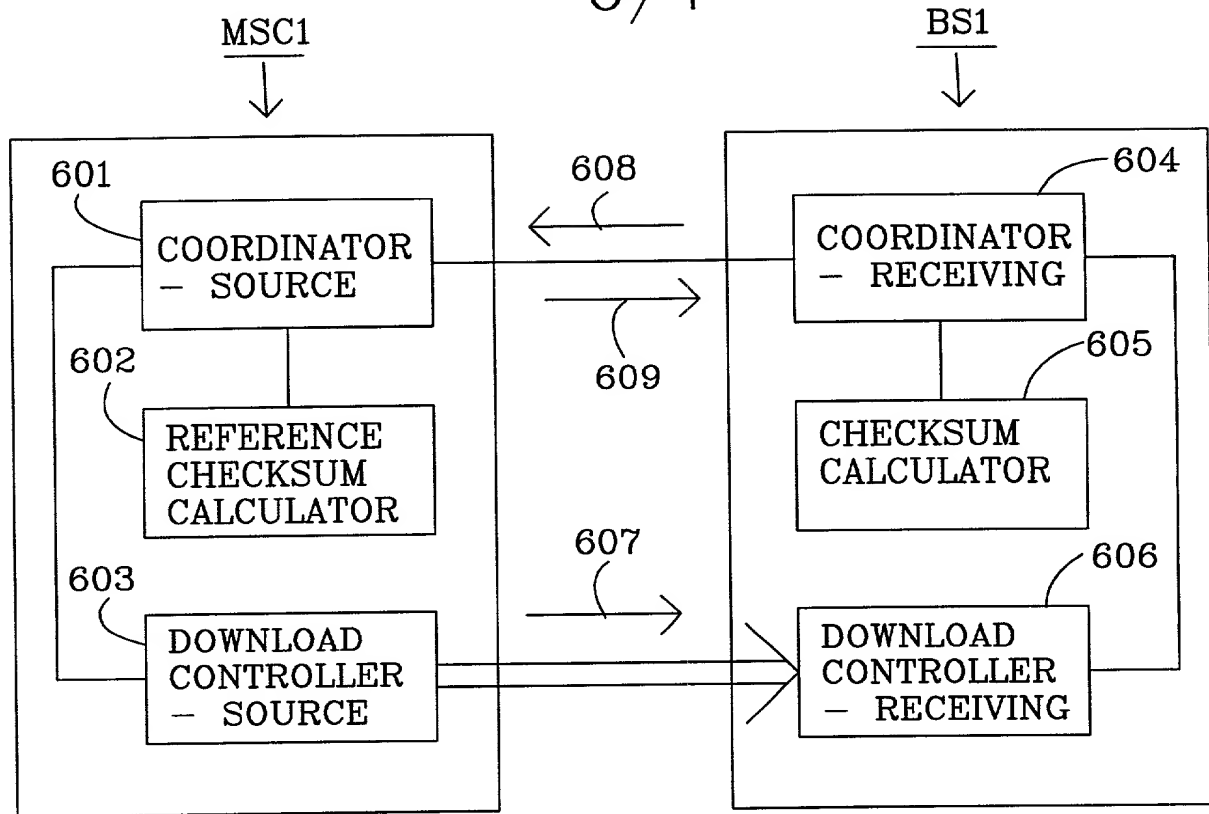 MSC1
BS1
601
COORDINATOR
– SOURCE
608
609
604
COORDINATOR
– RECEIVING
602
REFERENCE
CHECKSUM
CALCULATOR
605
CHECKSUM
CALCULATOR
603
DOWNLOAD
CONTROLLER
– SOURCE
607
606
DOWNLOAD
CONTROLLER
– RECEIVING